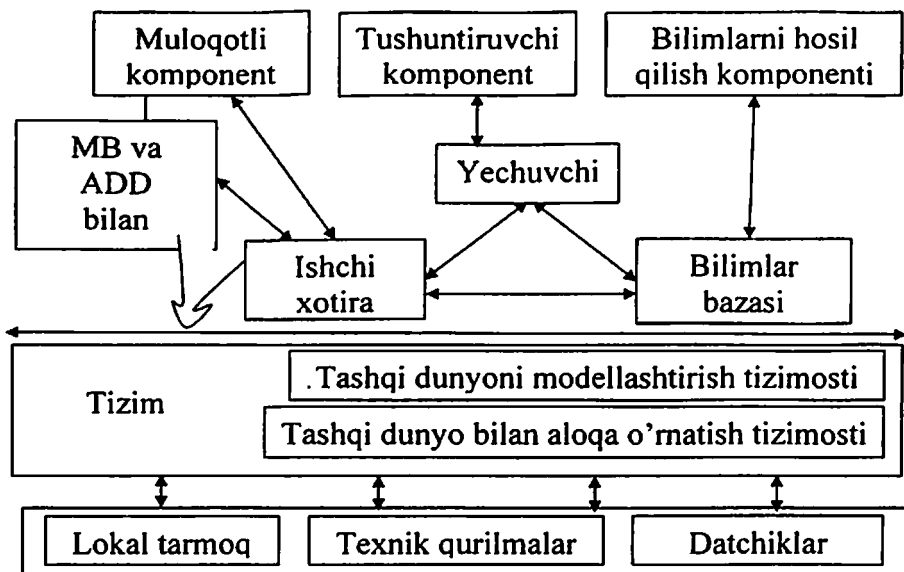 Muloqotli
komponent
Tushuntiruvchi
komponent
Bilimlarni hosil
qilish komponenti
MB va
ADD
bilan
Yechuvchi
Ishchi
xotira
Bilimlar
bazasi
Tizim
.Tashqi dunyoni modellashtirish tizimosti
Tashqi dunyo bilan aloqa o’rnatish tizimosti
Lokal tarmoq
Texnik qurilmalar
Datchiklar